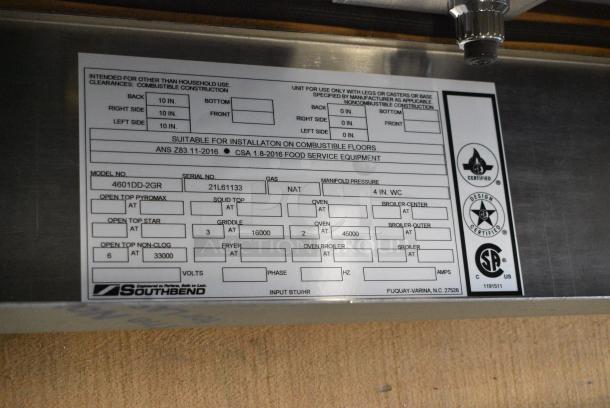 INTENDED FOR OTHER THAN HOUSEHOLD USE.
CLEARANCES: COMBUSTIBLE CONSTRUCTION
BACK 10 IN. BOTTOM
RIGHT SIDE 10 IN. FRONT
LEFT SIDE 10 IN.
UNIT FOR USE ONLY WITH LEGS OR CASTERS OR BASE
SPECIFIED BY MANUFACTURER AS APPLICABLE.
NONCOMBUSTIBLE CONSTRUCTION
BACK 0 IN. BOTTOM
RIGHT SIDE 0 IN. FRONT
LEFT SIDE 0 IN.
SUITABLE FOR INSTALLATON ON COMBUSTIBLE FLOORS
ANS Z83.11-2016 ● CSA 1.8-2016 FOOD SERVICE EQUIPMENT
MODEL NO. SERIAL NO. GAS MANIFOLD PRESSURE
4601DD-2GR 21L61133 NAT 4 IN. WC
OPEN TOP PYROMAX SOLID TOP OVEN BROILER-CENTER
AT AT AT AT
OPEN TOP STAR GRIDDLE OVEN BROILER-OUTER
AT 3 AT 16000 2 AT 45000 AT
OPEN TOP NON-CLOG FRYER OVEN BROILER BROILER
6 AT 33000 AT AT AT
VOLTS PHASE HZ AMPS
Engineered to Perform, Built to Last.
SOUTHBEND INPUT BTU/HR FUQUAY-VARINA, N.C. 27526
CERTIFIED
DESIGN
CERTIFIED
C US
1191511